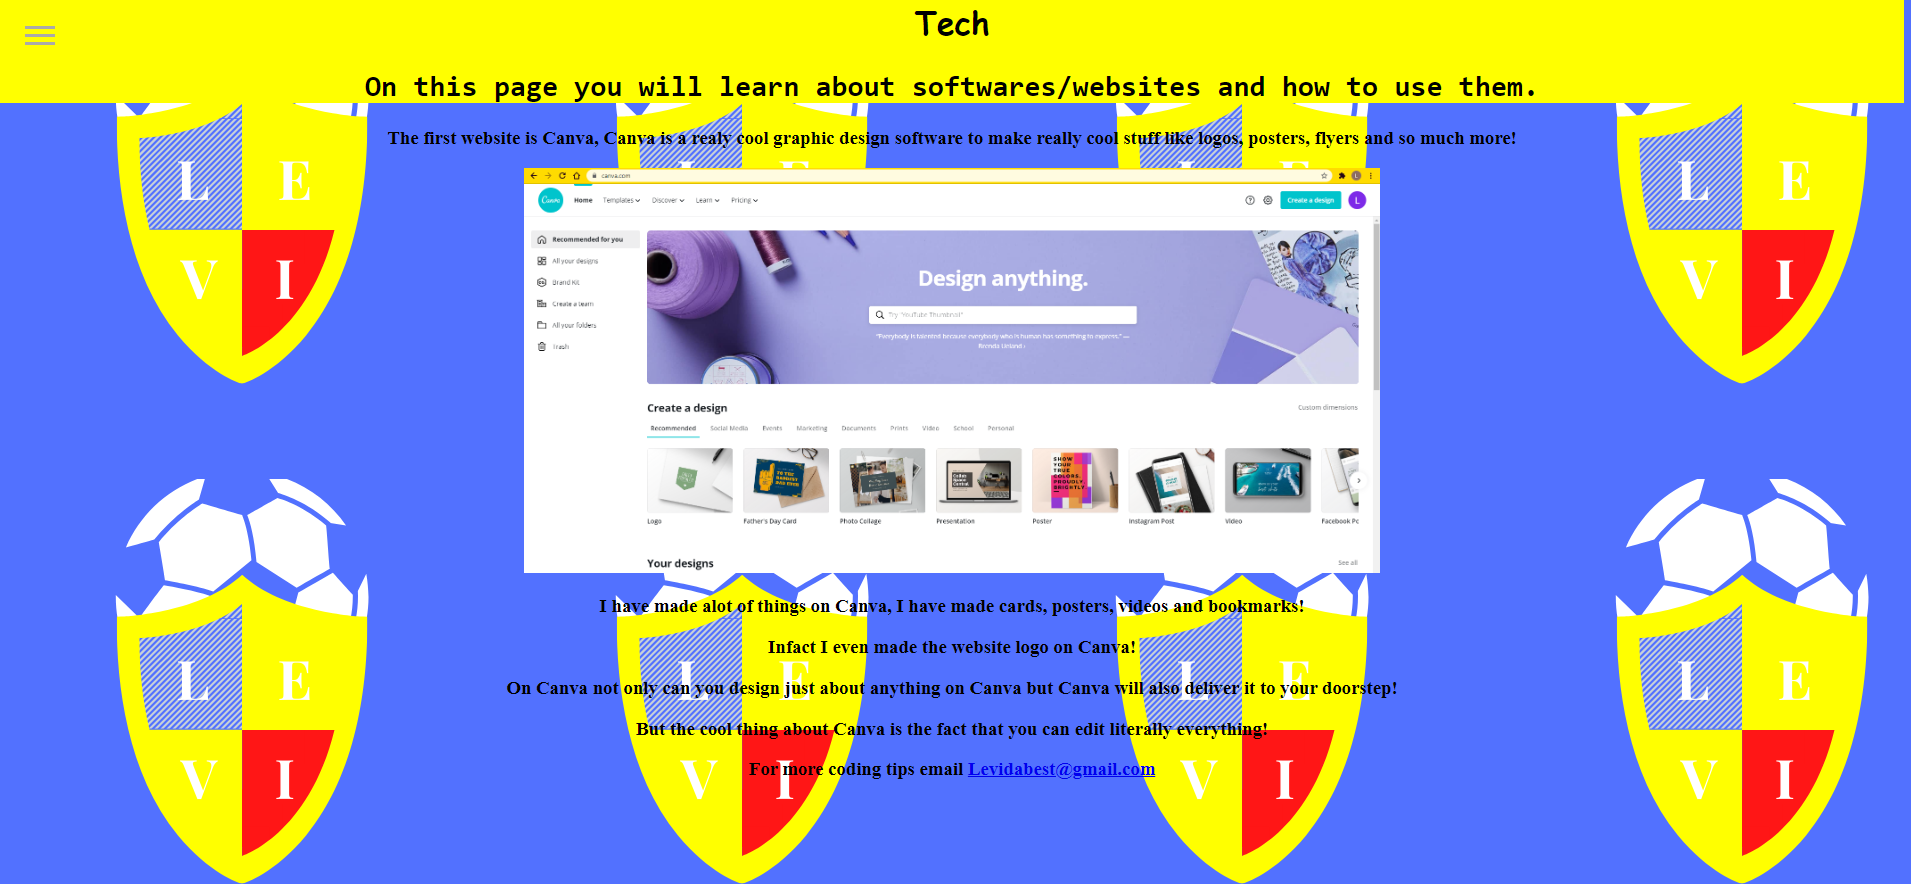 Tech
On this page you will learn about softwares/websites and how to use them.
L E
V I
L E
V I
The first website is Canva, Canva is a realy cool graphic design software to make really cool stuff like logos, posters, flyers and so much more!
canva.com
L
Canva
Home Templates Discover Learn Pricing
Create a design
L
Recommended for you
All your designs
Brand Kit
Create a team
All your folders
Trash
Design anything.
Try "YouTube Thumbnail"
"Everybody is talented because everybody who is human has something to express." —
Brenda Ueland ›
Create a design
Custom dimensions
Recommended Social Media Events Marketing Documents Prints Video School Personal
SHOW
YOUR
TRUE
COLORS.
PROUDLY
BRIGHTLY.
Logo Father's Day Card Photo Collage Presentation Poster Instagram Post Video Facebook Pc
Your designs
See all
I have made alot of things on Canva, I have made cards, posters, videos and bookmarks!
Infact I even made the website logo on Canva!
On Canva not only can you design just about anything on Canva but Canva will also deliver it to your doorstep!
But the cool thing about Canva is the fact that you can edit literally everything!
For more coding tips email Levidabest@gmail.com
L E
V I
L E
V I
L E
V I
L E
V I